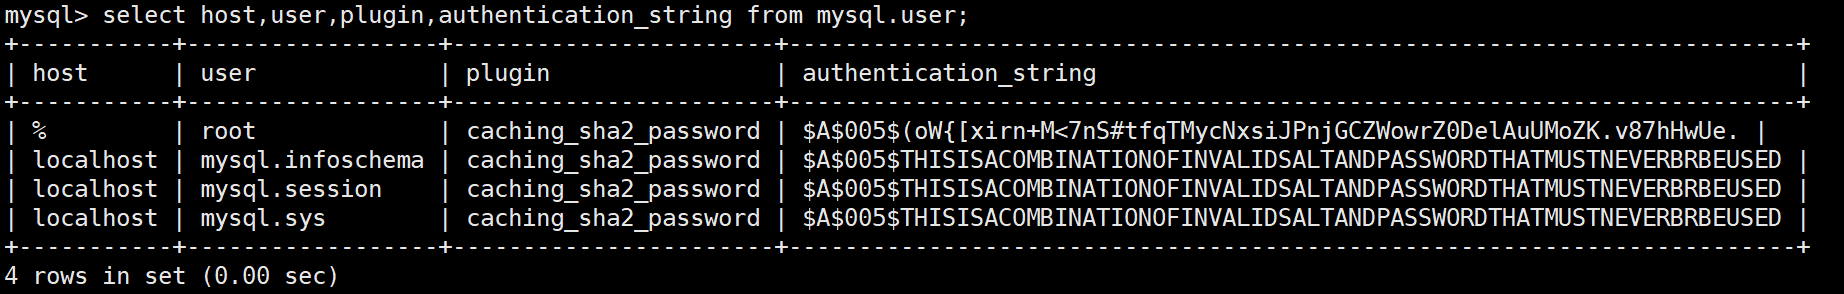 mysql> select host,user,plugin,authentication_string from mysql.user;
+-----------+------------------+-----------------------+------------------------------------------------------------------------+
| host      | user             | plugin                | authentication_string                                                  |
+-----------+------------------+-----------------------+------------------------------------------------------------------------+
| %         | root             | caching_sha2_password | $A$005$(oW{[xirn+M<7nS#tfqTMycNxsiJPnjGCZWowrZ0DelAuUMoZK.v87hHwUe. |
| localhost | mysql.infoschema | caching_sha2_password | $A$005$THISISACOMBINATIONOFINVALIDSALTANDPASSWORDTHATMUSTNEVERBRBEUSED |
| localhost | mysql.session    | caching_sha2_password | $A$005$THISISACOMBINATIONOFINVALIDSALTANDPASSWORDTHATMUSTNEVERBRBEUSED |
| localhost | mysql.sys        | caching_sha2_password | $A$005$THISISACOMBINATIONOFINVALIDSALTANDPASSWORDTHATMUSTNEVERBRBEUSED |
+-----------+------------------+-----------------------+------------------------------------------------------------------------+
4 rows in set (0.00 sec)